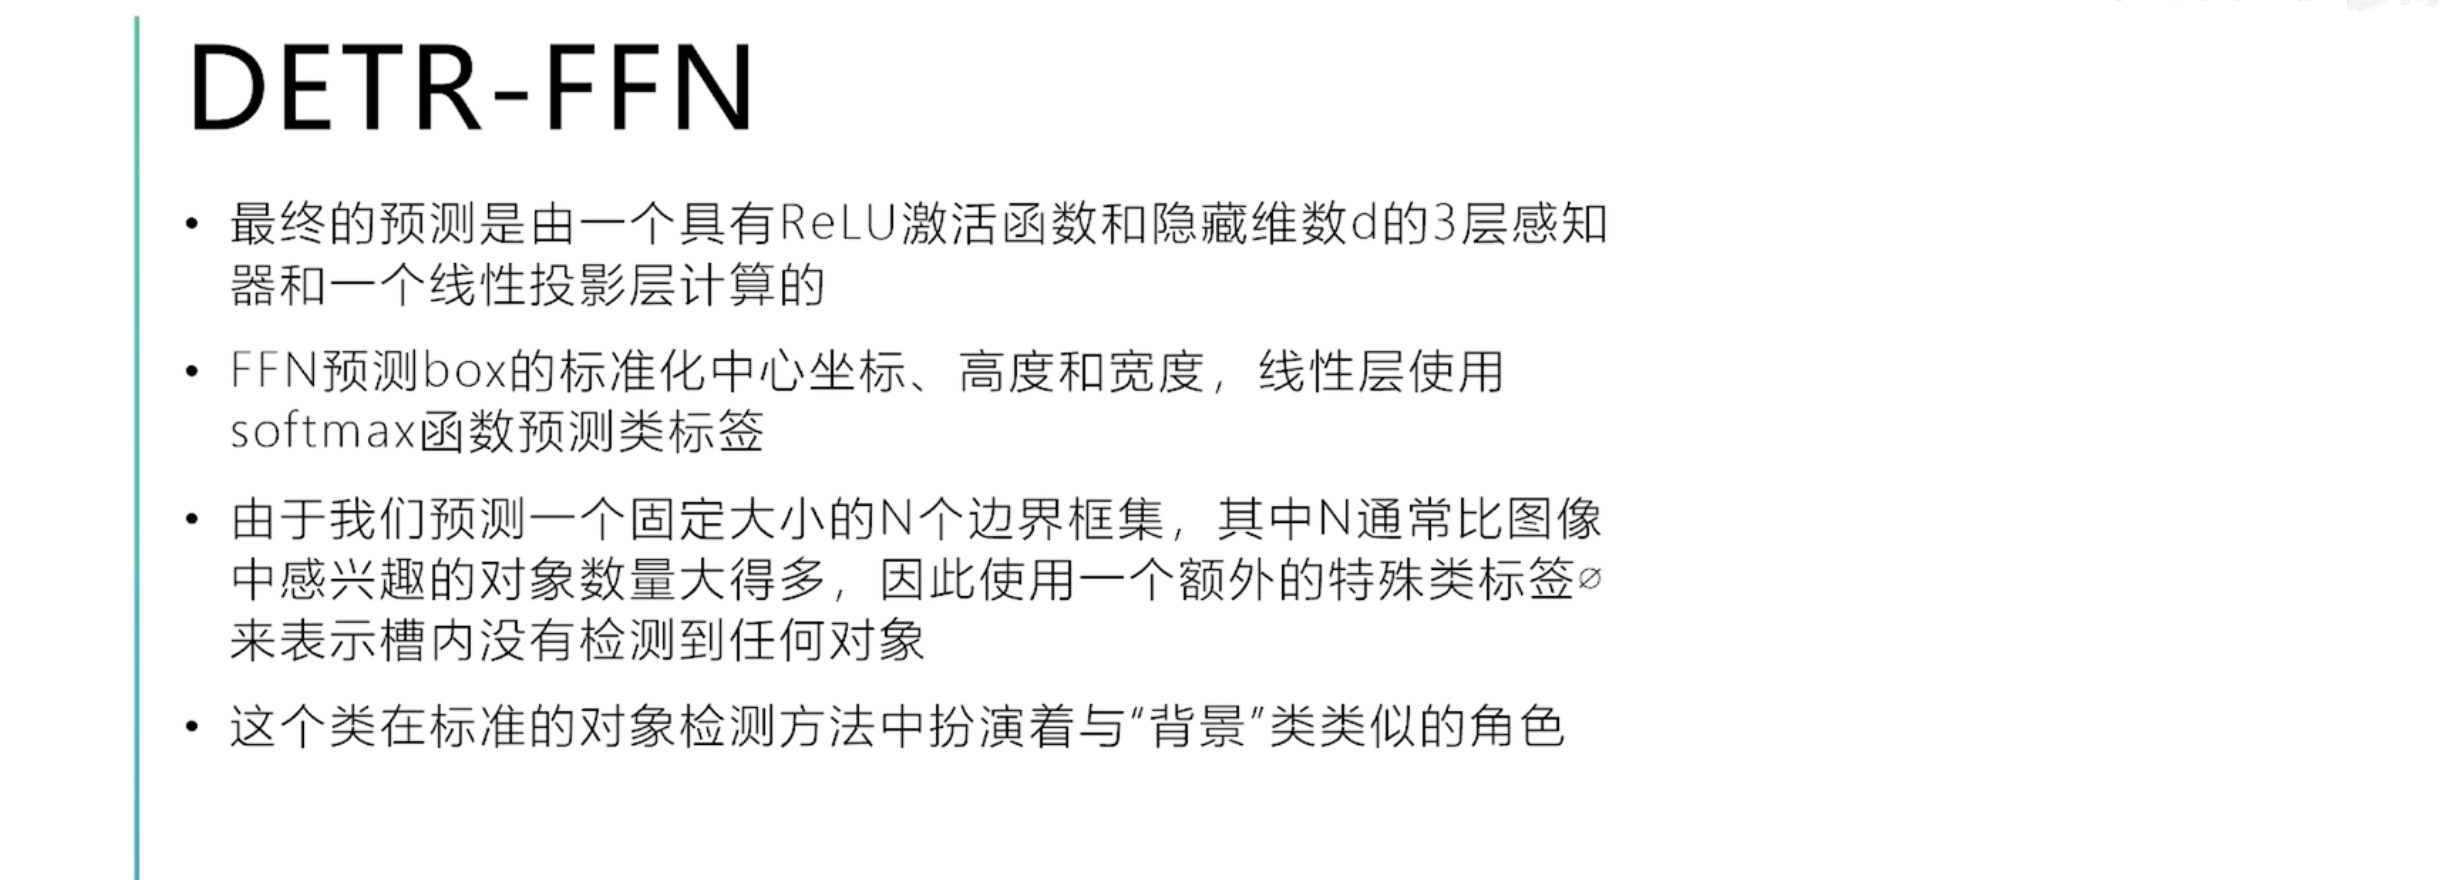 DETR-FFN
• 最终的预测是由一个具有ReLU激活函数和隐藏维数d的3层感知
器和一个线性投影层计算的
• FFN预测box的标准化中心坐标、高度和宽度，线性层使用
softmax函数预测类标签
• 由于我们预测一个固定大小的N个边界框集，其中N通常比图像
中感兴趣的对象数量大得多，因此使用一个额外的特殊类标签∅
来表示槽内没有检测到任何对象
• 这个类在标准的对象检测方法中扮演着与“背景”类类似的角色